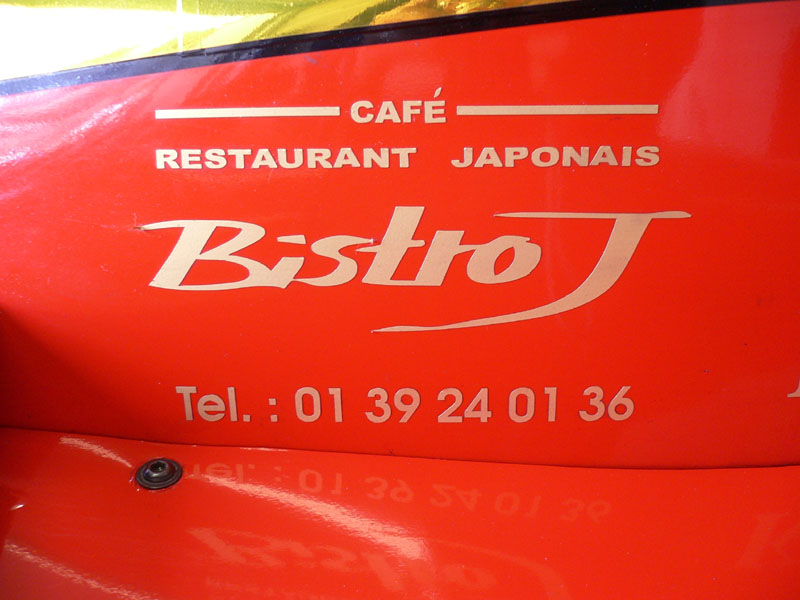 CAFÉ
RESTAURANT JAPONAIS
Bistro J
Tel. : 01 39 24 01 36